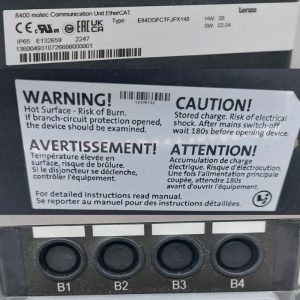 8400 motec Communication Unit EtherCAT
Lenze
Type: E84DGFCTFJPX148
HW: 3B
SW: 02.04
EAC UK CA
IP65 E132659 2247
WARNING!
Hot Surface - Risk of Burn.
If branch-circuit protection opened,
the device should be examined.
CAUTION!
Stored charge. Risk of electrical
shock. After mains switch-off
wait 180s before opening device.
AVERTISSEMENT!
Température élevée en
surface, risque de brûlure.
Si le disjoncteur se déclenche,
contrôler l'équipement.
ATTENTION!
Accumulation de charge
électrique. Risque d'électrocution
Une fois l'alimentation principale
coupée, attendre 180s
avant d'ouvrir l'équipement.
For detailed instructions read manual.
Se reporter au manuel pour des instructions détaillées.
B1 B2 B3 B4